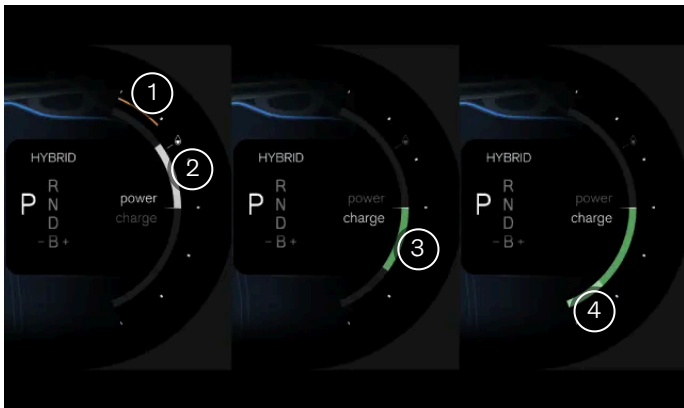 1
2
HYBRID
P
R
N
D
- B +
power
charge
HYBRID
P
R
N
D
- B +
power
charge
3
HYBRID
P
R
N
D
- B +
power
charge
4